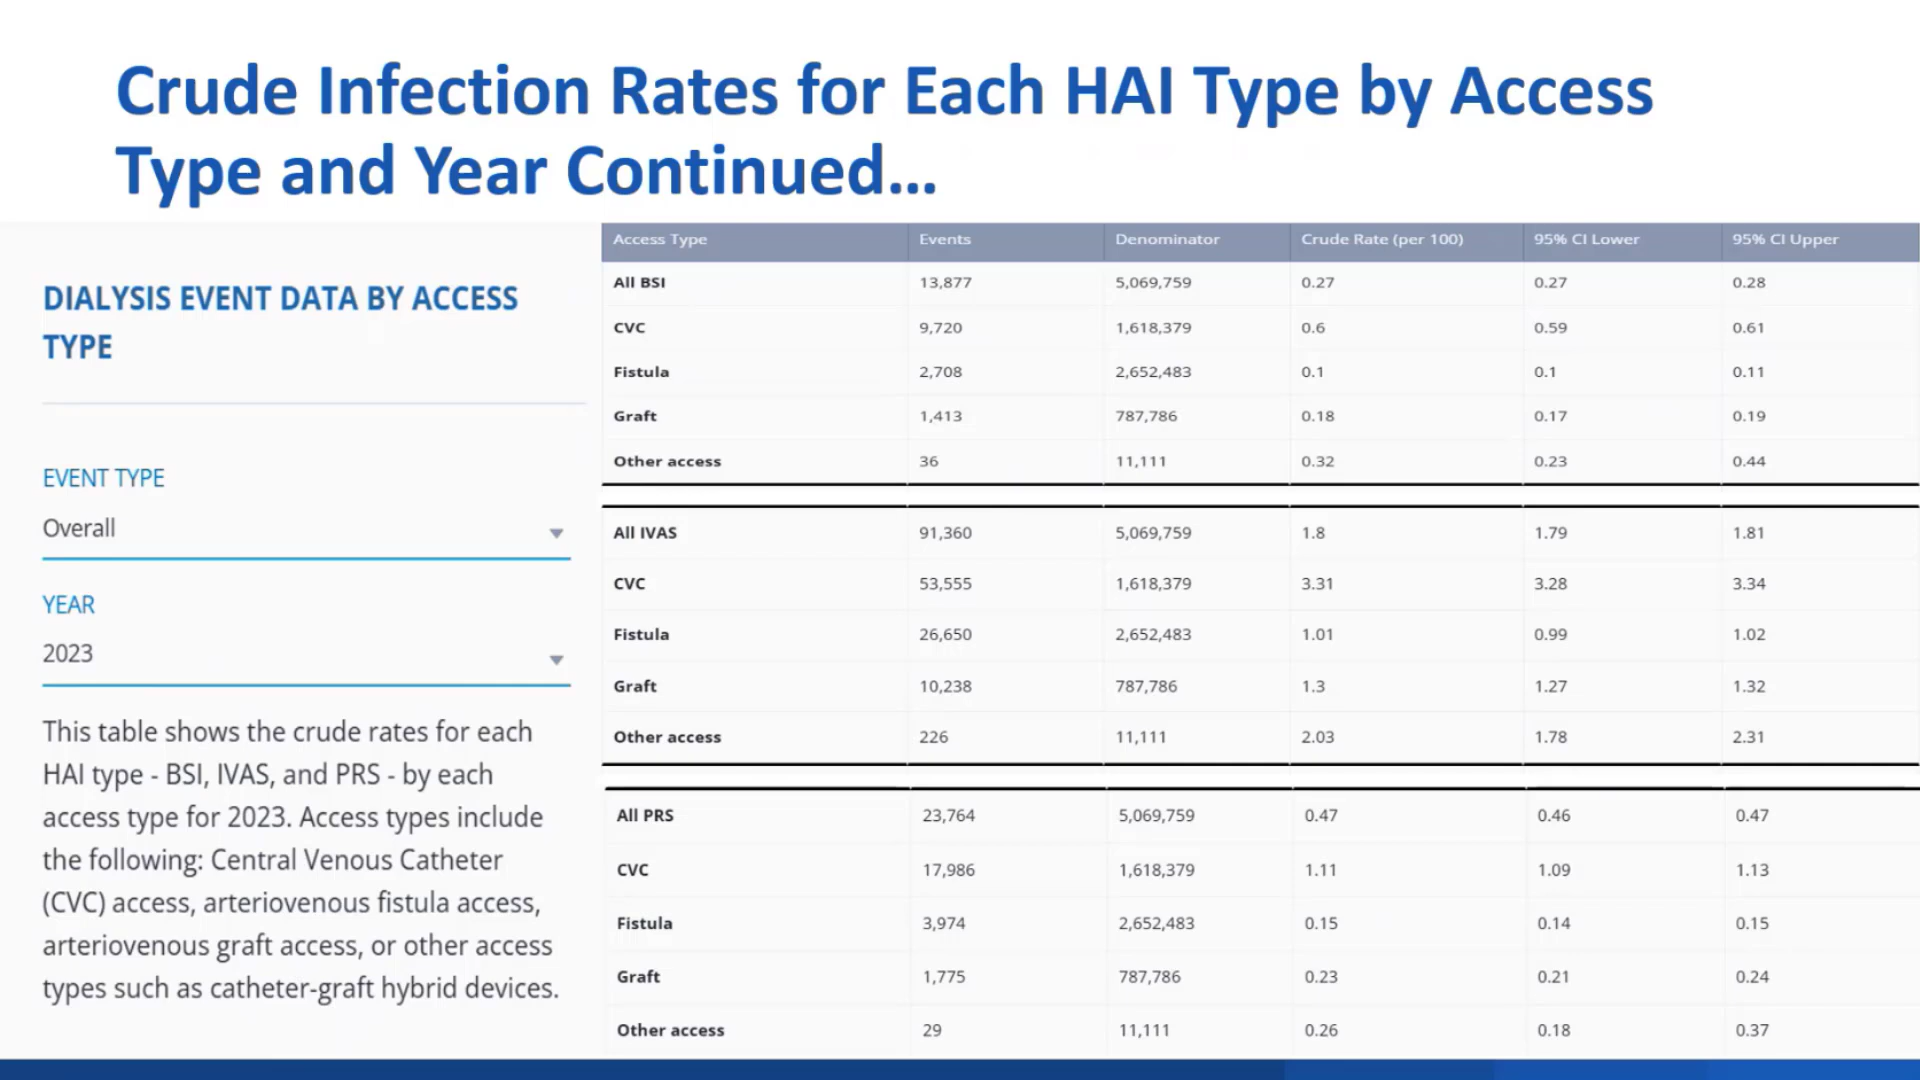 Crude Infection Rates for Each HAI Type by Access
Type and Year Continued...
DIALYSIS EVENT DATA BY ACCESS
TYPE
EVENT TYPE
Overall
YEAR
2023
This table shows the crude rates for each
HAI type - BSI, IVAS, and PRS - by each
access type for 2023. Access types include
the following: Central Venous Catheter
(CVC) access, arteriovenous fistula access,
arteriovenous graft access, or other access
types such as catheter-graft hybrid devices.
Access Type Events Denominator Crude Rate (per 100) 95% CI Lower 95% CI Upper
All BSI 13,877 5,069,759 0.27 0.27 0.28
CVC 9,720 1,618,379 0.6 0.59 0.61
Fistula 2,708 2,652,483 0.1 0.1 0.11
Graft 1,413 787,786 0.18 0.17 0.19
Other access 36 11,111 0.32 0.23 0.44
All IVAS 91,360 5,069,759 1.8 1.79 1.81
CVC 53,555 1,618,379 3.31 3.28 3.34
Fistula 26,650 2,652,483 1.01 0.99 1.02
Graft 10,238 787,786 1.3 1.27 1.32
Other access 226 11,111 2.03 1.78 2.31
All PRS 23,764 5,069,759 0.47 0.46 0.47
CVC 17,986 1,618,379 1.11 1.09 1.13
Fistula 3,974 2,652,483 0.15 0.14 0.15
Graft 1,775 787,786 0.23 0.21 0.24
Other access 29 11,111 0.26 0.18 0.37